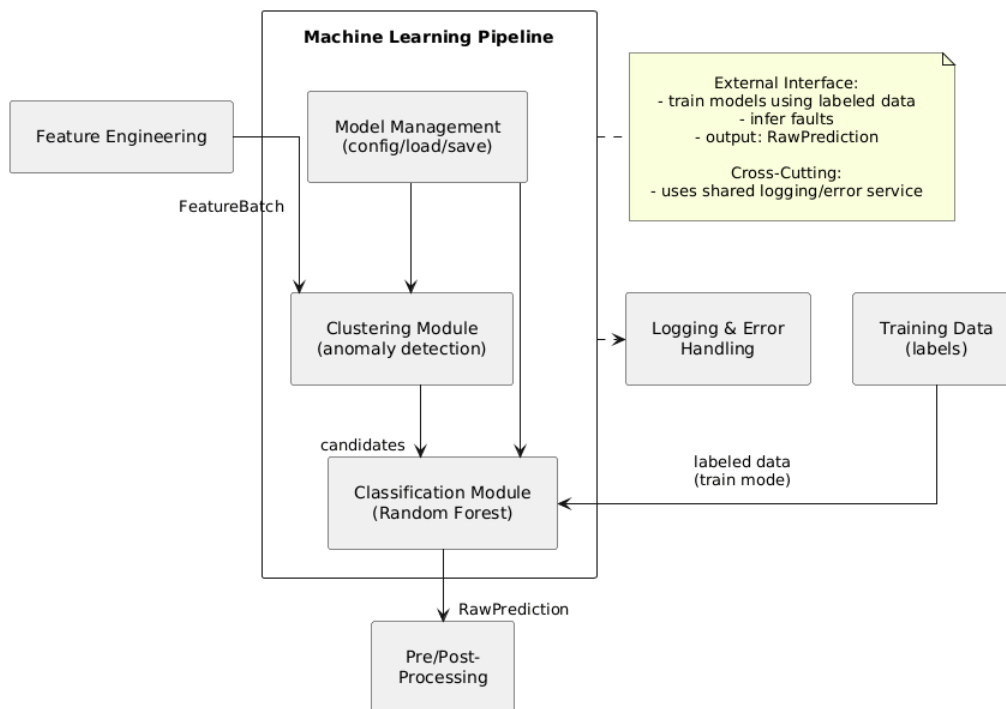 Machine Learning Pipeline
External Interface:
- train models using labeled data
- infer faults
- output: RawPrediction
Cross-Cutting:
- uses shared logging/error service
Feature Engineering
Model Management
(config/load/save)
FeatureBatch
Clustering Module
(anomaly detection)
Logging & Error
Handling
Training Data
(labels)
candidates
labeled data
(train mode)
Classification Module
(Random Forest)
RawPrediction
Pre/Post-
Processing